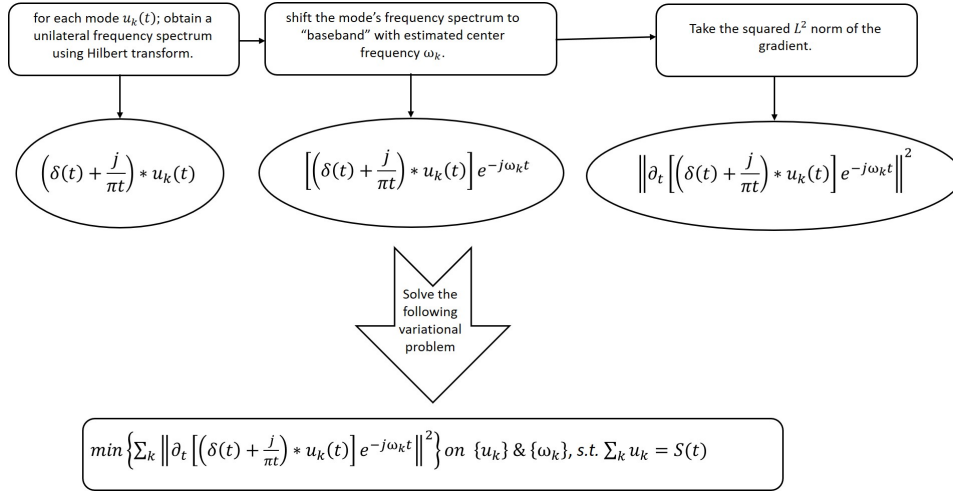 for each mode u_k(t); obtain a
unilateral frequency spectrum
using Hilbert transform.
shift the mode's frequency spectrum to
"baseband" with estimated center
frequency ω_k.
Take the squared L² norm of the
gradient.
(δ(t) + j/πt) * u_k(t)
[(δ(t) + j/πt) * u_k(t)] e^{-jω_k t}
‖∂_t [(δ(t) + j/πt) * u_k(t)] e^{-jω_k t}‖²
Solve the
following
variational
problem
min {∑_k ‖∂_t [(δ(t) + j/πt) * u_k(t)] e^{-jω_k t}‖²} on {u_k} & {ω_k}, s.t. ∑_k u_k = S(t)